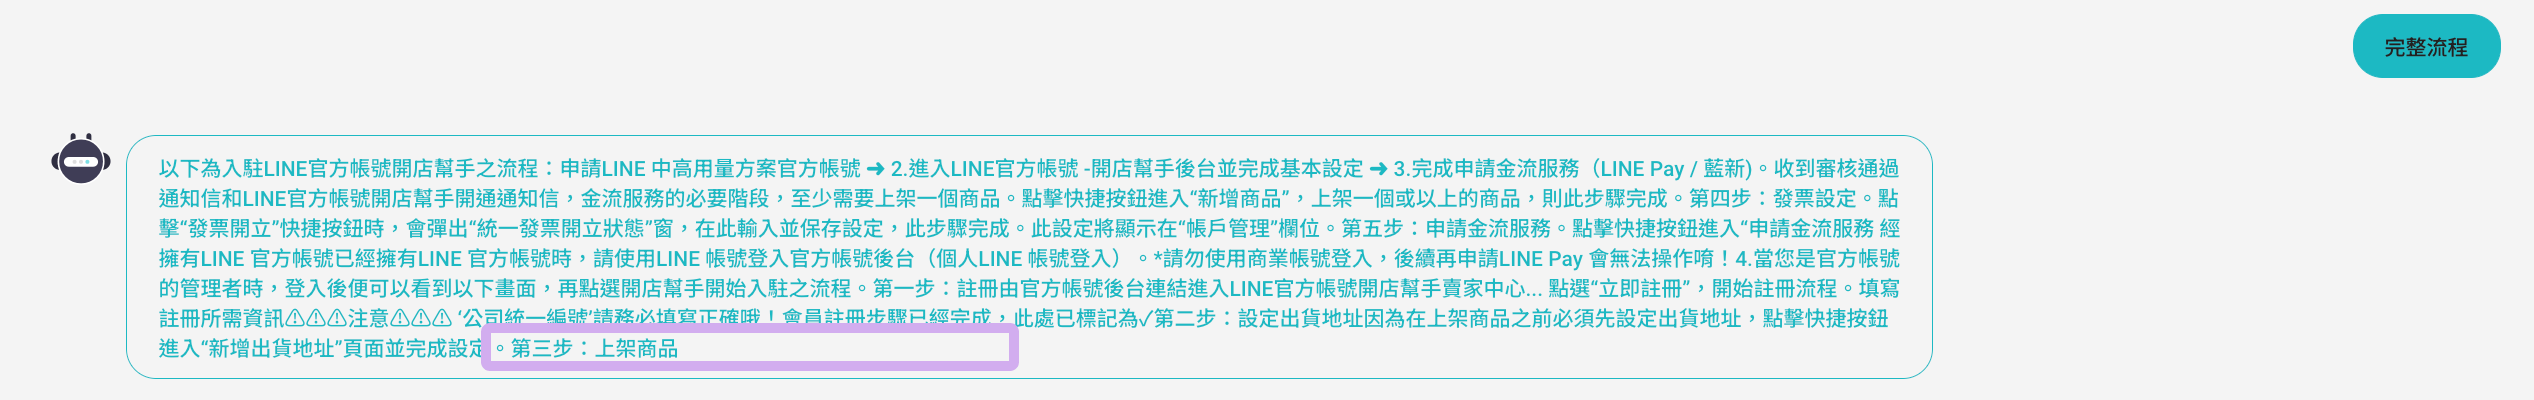 完整流程
以下為入駐LINE官方帳號開店幫手之流程：申請LINE 中高用量方案官方帳號 ➜ 2.進入LINE官方帳號 -開店幫手後台並完成基本設定 ➜ 3.完成申請金流服務（LINE Pay / 藍新)。收到審核通過
通知信和LINE官方帳號開店幫手開通通知信，金流服務的必要階段，至少需要上架一個商品。點擊快捷按鈕進入“新增商品”，上架一個或以上的商品，則此步驟完成。第四步：發票設定。點
擊“發票開立”快捷按鈕時，會彈出“統一發票開立狀態”窗，在此輸入並保存設定，此步驟完成。此設定將顯示在“帳戶管理”欄位。第五步：申請金流服務。點擊快捷按鈕進入“申請金流服務 經
擁有LINE 官方帳號已經擁有LINE 官方帳號時，請使用LINE 帳號登入官方帳號後台（個人LINE 帳號登入）。*請勿使用商業帳號登入，後續再申請LINE Pay 會無法操作唷！4.當您是官方帳號
的管理者時，登入後便可以看到以下畫面，再點選開店幫手開始入駐之流程。第一步：註冊由官方帳號後台連結進入LINE官方帳號開店幫手賣家中心... 點選“立即註冊”，開始註冊流程。填寫
註冊所需資訊⚠⚠⚠注意⚠⚠⚠ ‘公司統一編號’請務必填寫正確哦！會員註冊步驟已經完成，此處已標記為✓第二步：設定出貨地址因為在上架商品之前必須先設定出貨地址，點擊快捷按鈕
進入“新增出貨地址”頁面並完成設定。第三步：上架商品